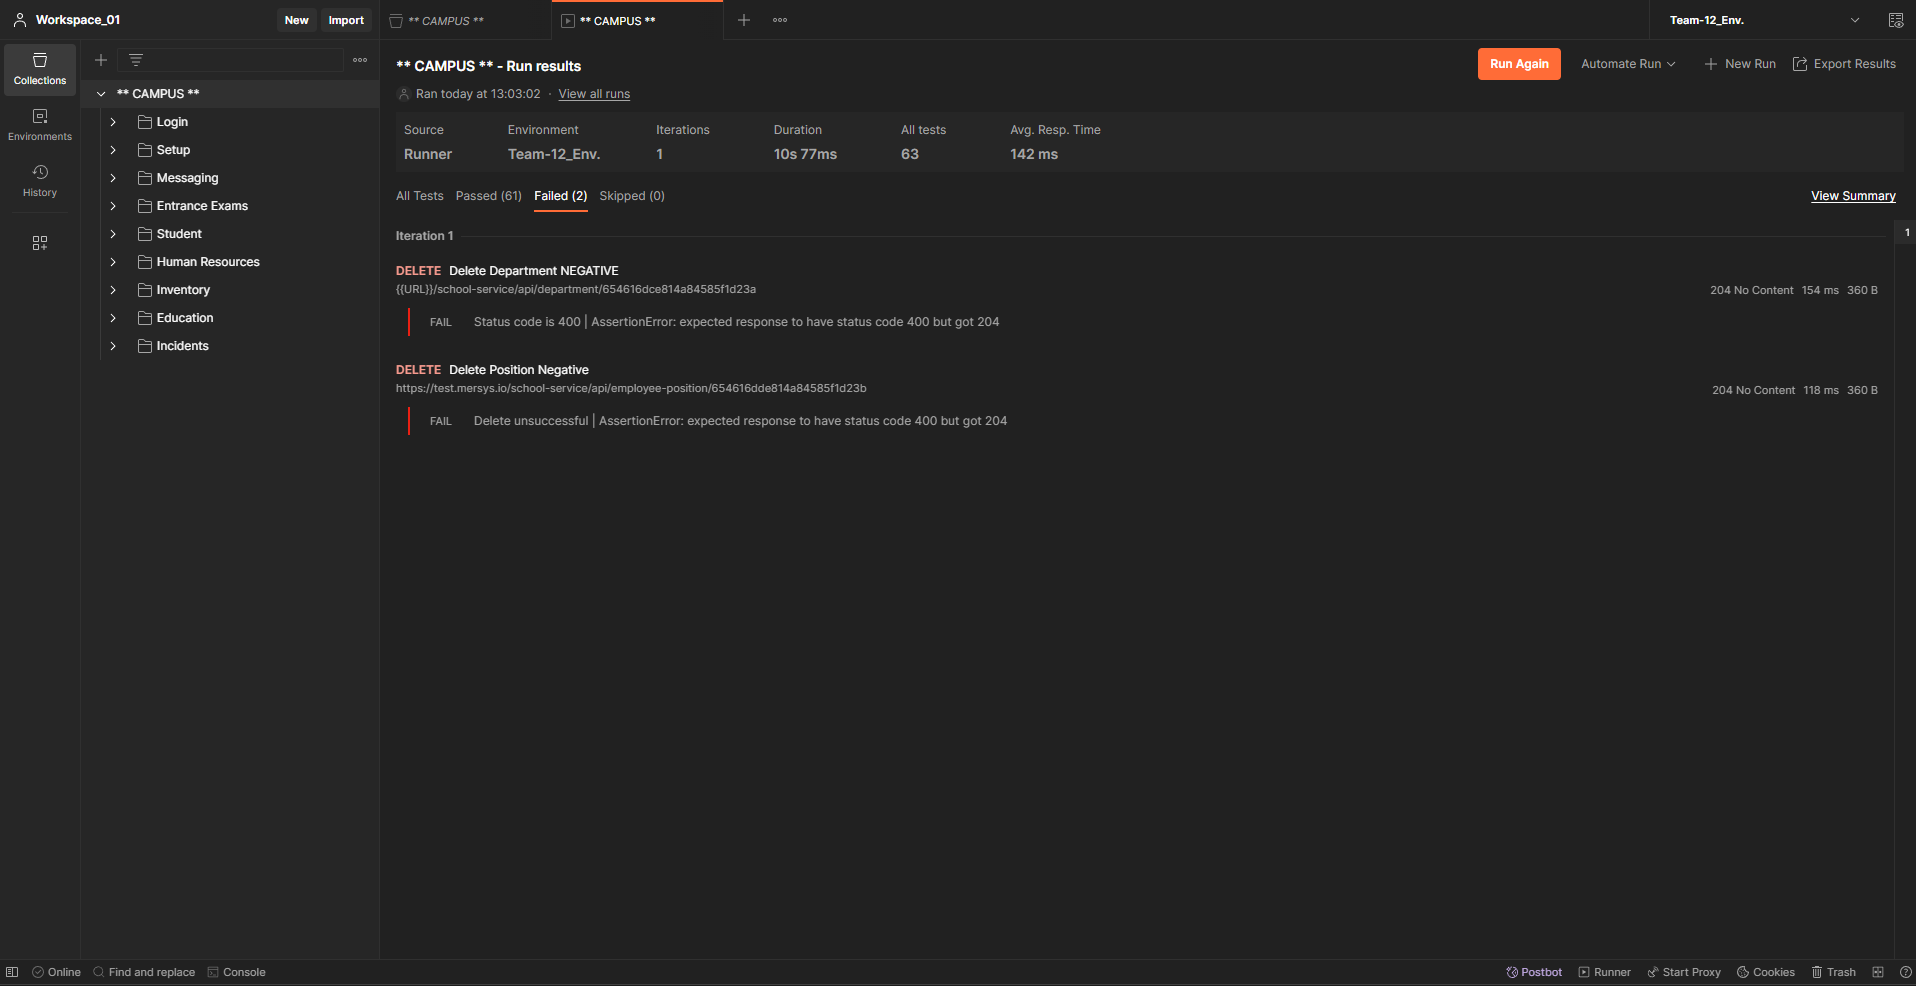 Workspace_01 New Import ** CAMPUS ** ** CAMPUS ** Team-12_Env.
Collections
Environments
History
** CAMPUS **
Login
Setup
Messaging
Entrance Exams
Student
Human Resources
Inventory
Education
Incidents
** CAMPUS ** - Run results Run Again Automate Run New Run Export Results
Ran today at 13:03:02 · View all runs
Source Environment Iterations Duration All tests Avg. Resp. Time
Runner Team-12_Env. 1 10s 77ms 63 142 ms
All Tests Passed (61) Failed (2) Skipped (0) View Summary
Iteration 1 1
DELETE Delete Department NEGATIVE
{{URL}}/school-service/api/department/654616dce814a84585f1d23a 204 No Content 154 ms 360 B
FAIL Status code is 400 | AssertionError: expected response to have status code 400 but got 204
DELETE Delete Position Negative
https://test.mersys.io/school-service/api/employee-position/654616dde814a84585f1d23b 204 No Content 118 ms 360 B
FAIL Delete unsuccessful | AssertionError: expected response to have status code 400 but got 204
Online Find and replace Console Postbot Runner Start Proxy Cookies Trash